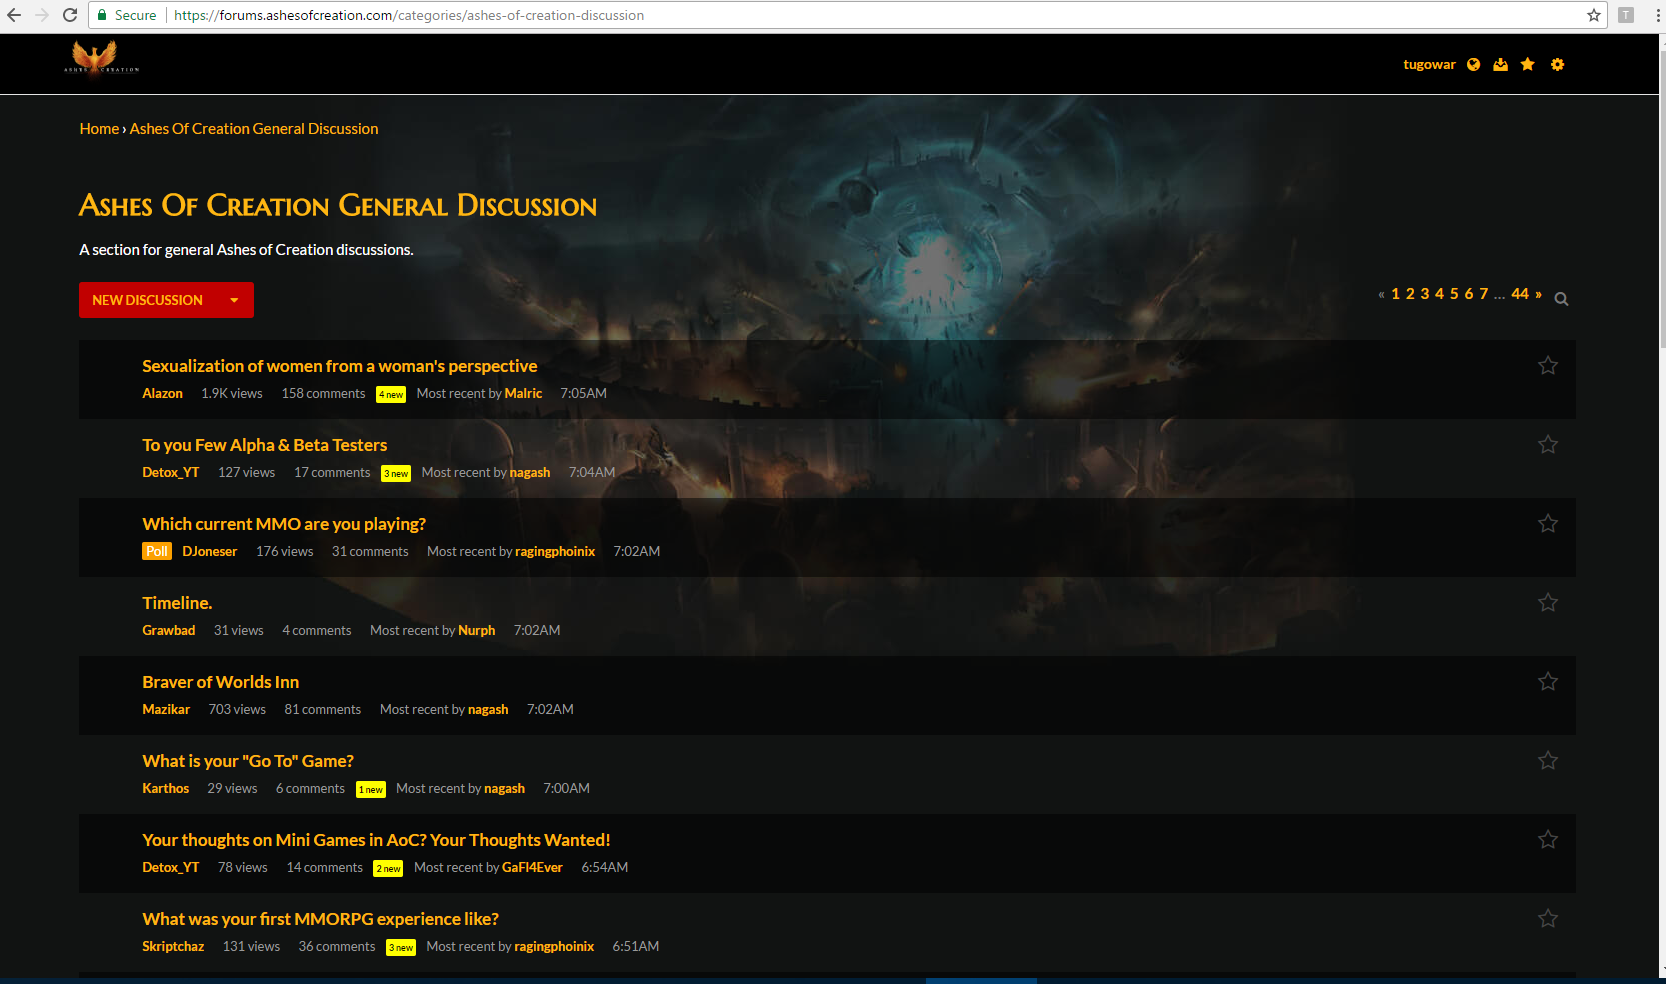 Secure https://forums.ashesofcreation.com/categories/ashes-of-creation-discussion T
ASHES OF CREATION
tugowar
Home › Ashes Of Creation General Discussion
Ashes Of Creation General Discussion
A section for general Ashes of Creation discussions.
NEW DISCUSSION
« 1 2 3 4 5 6 7 ... 44 »
Sexualization of women from a woman's perspective
Alazon 1.9K views 158 comments 4 new Most recent by Malric 7:05AM
To you Few Alpha & Beta Testers
Detox_YT 127 views 17 comments 3 new Most recent by nagash 7:04AM
Which current MMO are you playing?
Poll DJoneser 176 views 31 comments Most recent by ragingphoinix 7:02AM
Timeline.
Grawbad 31 views 4 comments Most recent by Nurph 7:02AM
Braver of Worlds Inn
Mazikar 703 views 81 comments Most recent by nagash 7:02AM
What is your "Go To" Game?
Karthos 29 views 6 comments 1 new Most recent by nagash 7:00AM
Your thoughts on Mini Games in AoC? Your Thoughts Wanted!
Detox_YT 78 views 14 comments 2 new Most recent by GaFl4Ever 6:54AM
What was your first MMORPG experience like?
Skriptchaz 131 views 36 comments 3 new Most recent by ragingphoinix 6:51AM